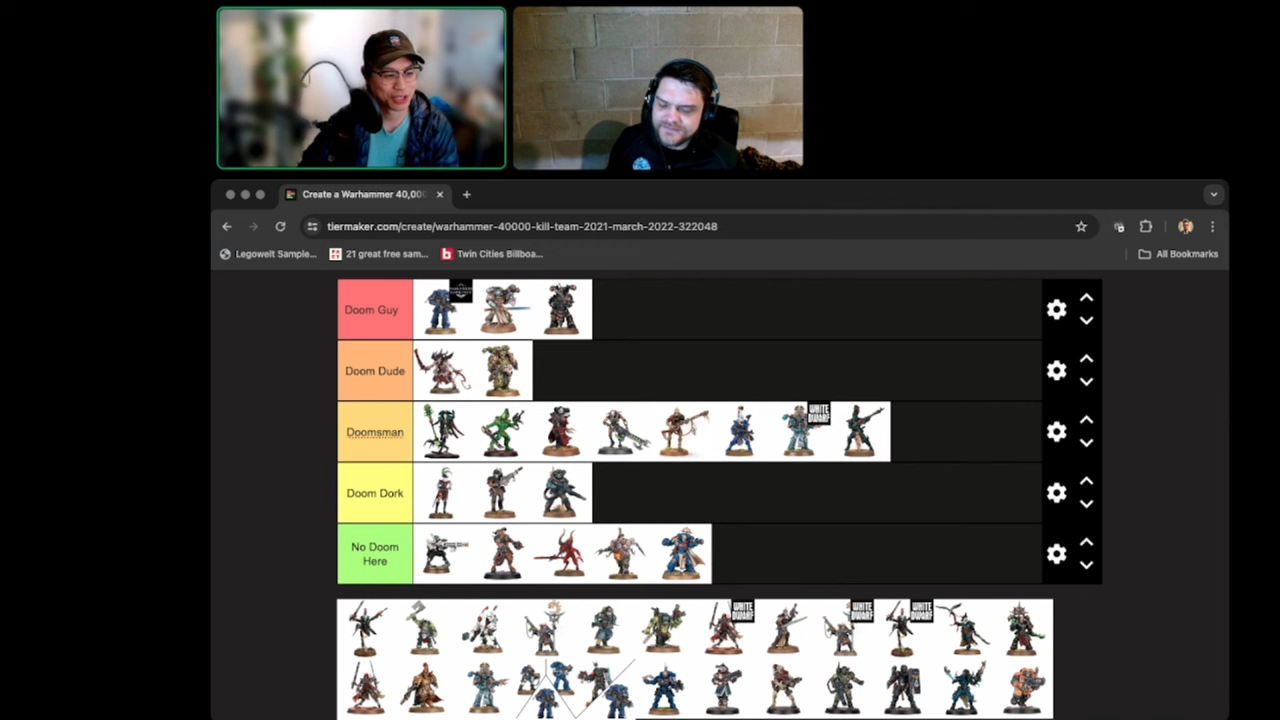 Create a Warhammer 40,000
tiermaker.com/create/warhammer-40000-kill-team-2021-march-2022-322048
Legowelt Sample...
21 great free sam...
Twin Cities Billboa...
All Bookmarks
Doom Guy
Doom Dude
Doomsman
WHITE
DWARF
Doom Dork
No Doom
Here
WHITE
DWARF
WHITE
DWARF
WHITE
DWARF